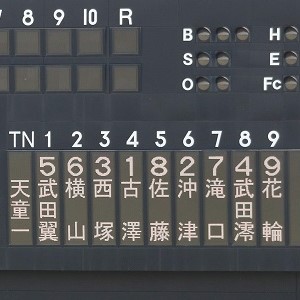 7 8 9 10 R
B H
S E
O Fc
TN 1 2 3 4 5 6 7 8 9
天童一
5 武田翼
6 横山
3 西塚
1 古澤
8 佐藤
2 沖津
7 滝口
4 武田澪
9 花輪